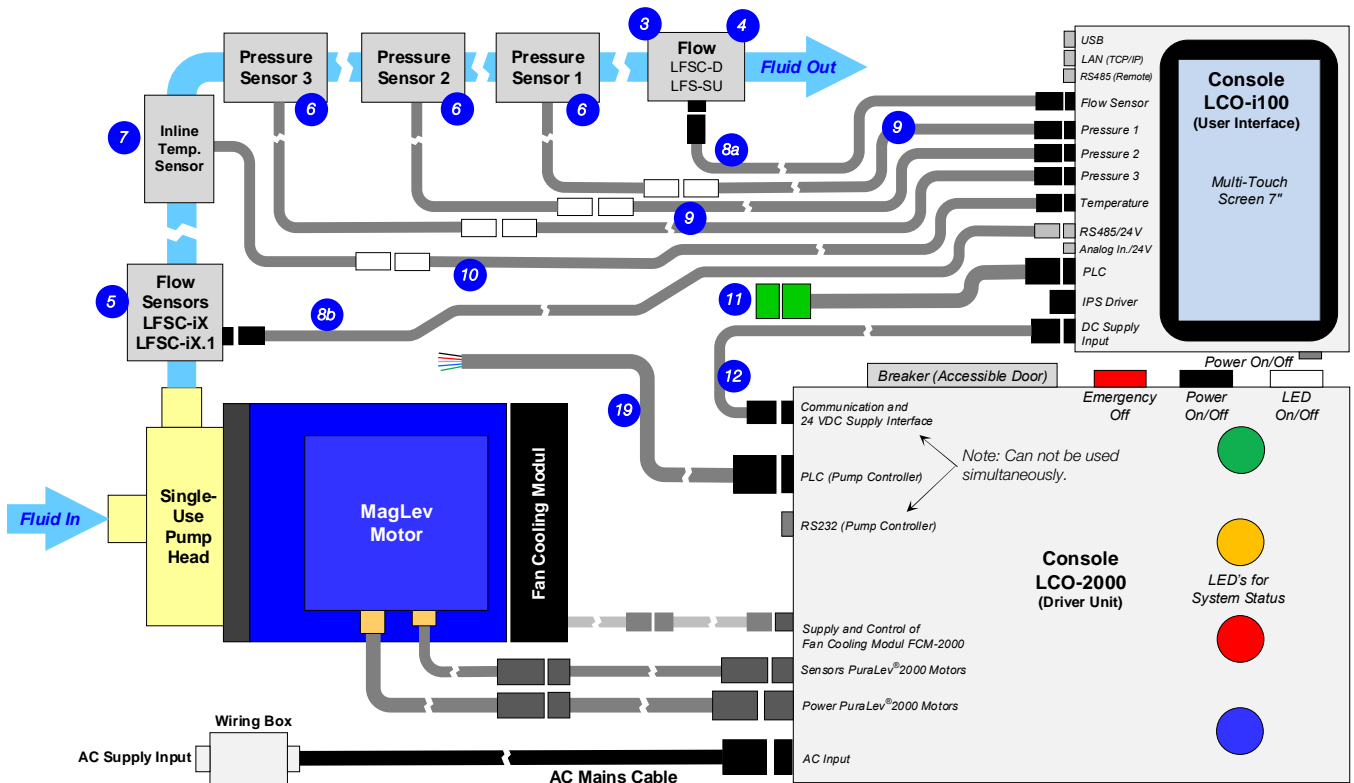 3
4
Pressure
Sensor 3
6
Pressure
Sensor 2
6
Pressure
Sensor 1
6
Flow
LFSC-D
LFS-SU
Fluid Out
7
Inline
Temp.
Sensor
8a
9
9
10
5
Flow
Sensors
LFSC-iX
LFSC-iX.1
8b
11
12
19
USB
LAN (TCP/IP)
RS485 (Remote)
Flow Sensor
Pressure 1
Pressure 2
Pressure 3
Temperature
RS485/24V
Analog In./24V
PLC
IPS Driver
DC Supply
Input
Console
LCO-i100
(User Interface)
Multi-Touch
Screen 7"
Power On/Off
Breaker (Accessible Door)
Emergency
Off
Power
On/Off
LED
On/Off
Communication and
24 VDC Supply Interface
Note: Can not be used
simultaneously.
PLC (Pump Controller)
RS232 (Pump Controller)
Console
LCO-2000
(Driver Unit)
LED's for
System Status
Supply and Control of
Fan Cooling Modul FCM-2000
Sensors PuraLev®2000 Motors
Power PuraLev®2000 Motors
AC Input
Fluid In
Single-
Use
Pump
Head
MagLev
Motor
Fan Cooling Modul
Wiring Box
AC Supply Input
AC Mains Cable